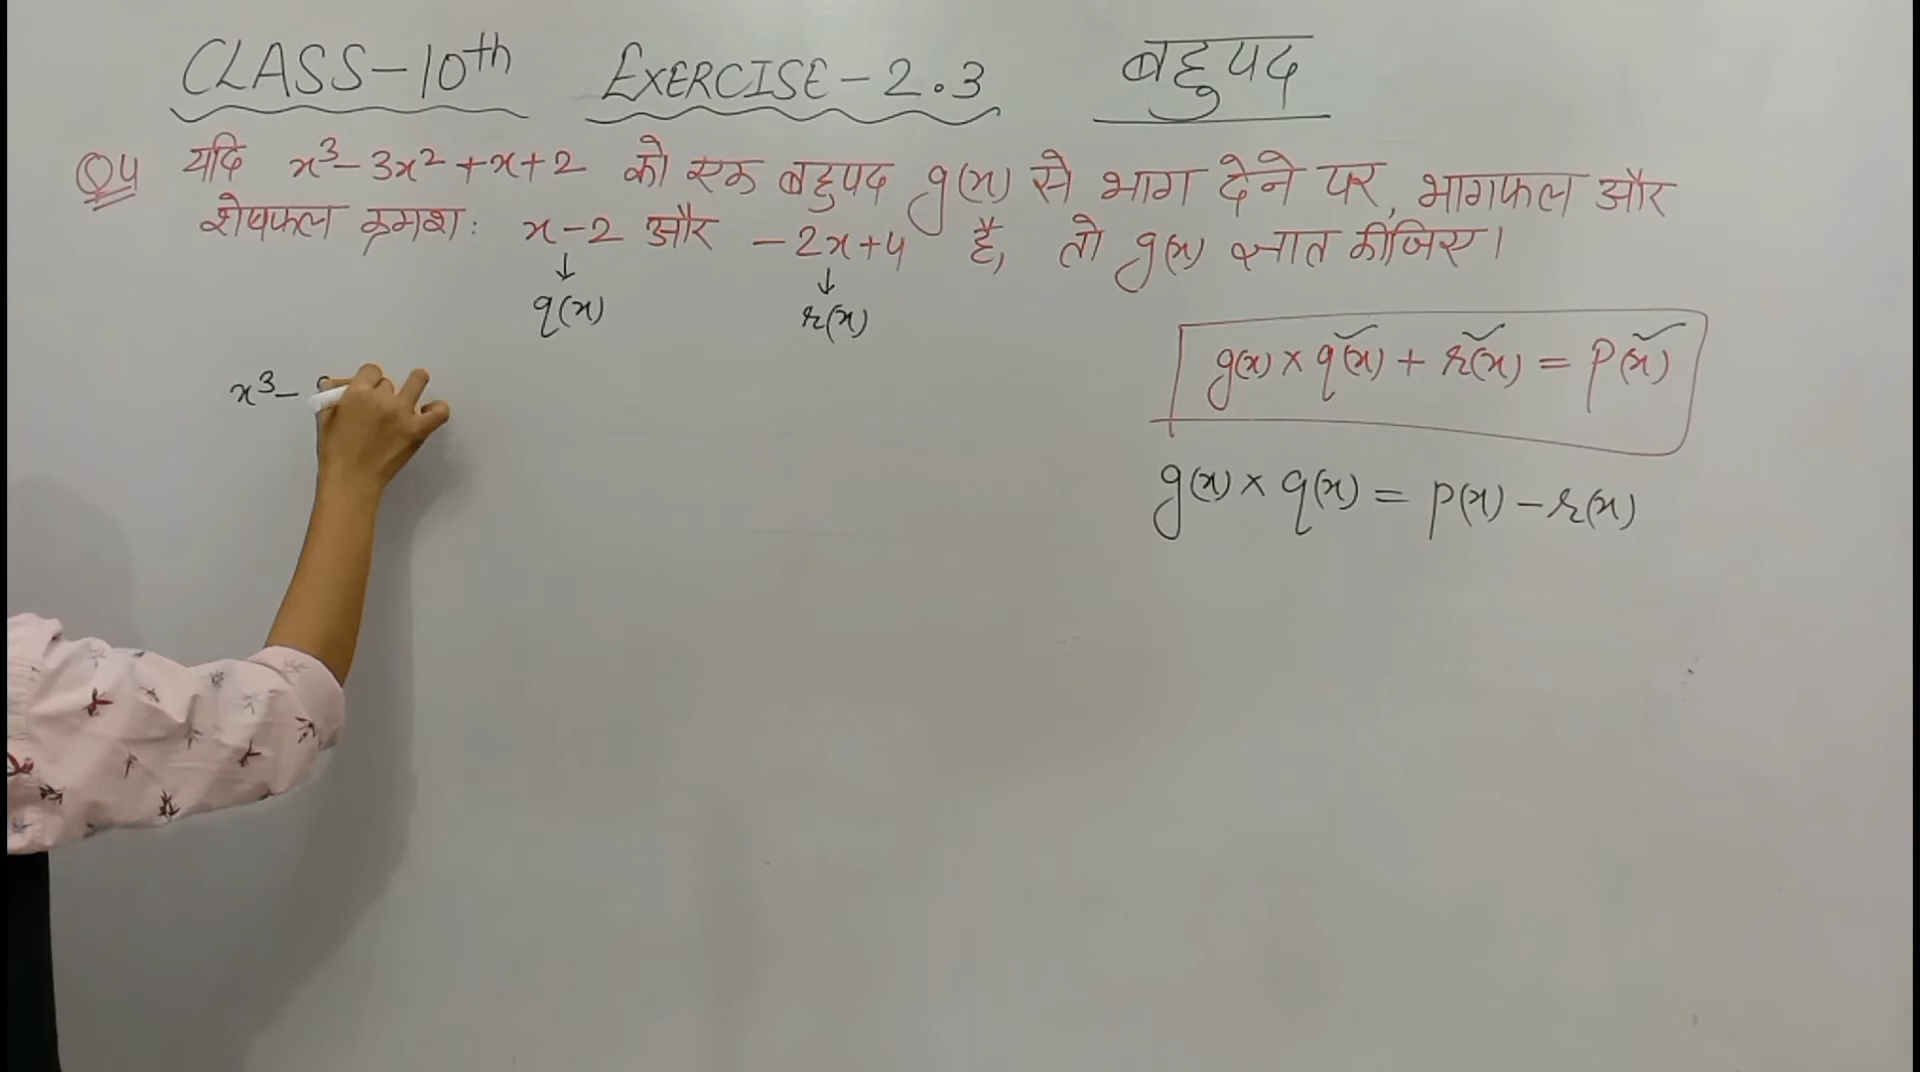 CLASS-10th EXERCISE-2.3 बहुपद
Q4 यदि x³-3x²+x+2 को एक बहुपद g(x) से भाग देने पर, भागफल और
शेषफल क्रमशः x-2 और -2x+4 है, तो g(x) ज्ञात कीजिए।
↓ ↓
q(x) r(x)
g(x)×q(x)+r(x)=P(x)
x³-
g(x)×q(x)=p(x)-r(x)